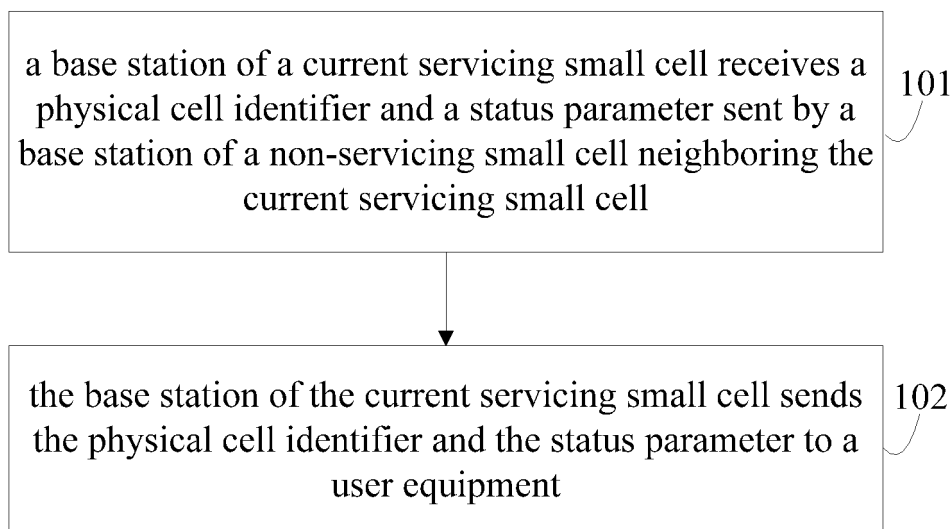 a base station of a current servicing small cell receives a
physical cell identifier and a status parameter sent by a
base station of a non-servicing small cell neighboring the
current servicing small cell
101
the base station of the current servicing small cell sends
the physical cell identifier and the status parameter to a
user equipment
102